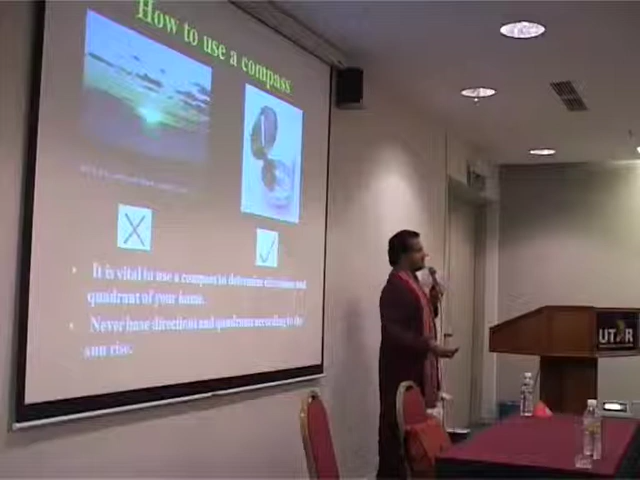 How to use a compass
It is vital to use a compass to determine directions and
quadrant of your home.
Never base directions and quadrants according to the
sun rise.
UTAR